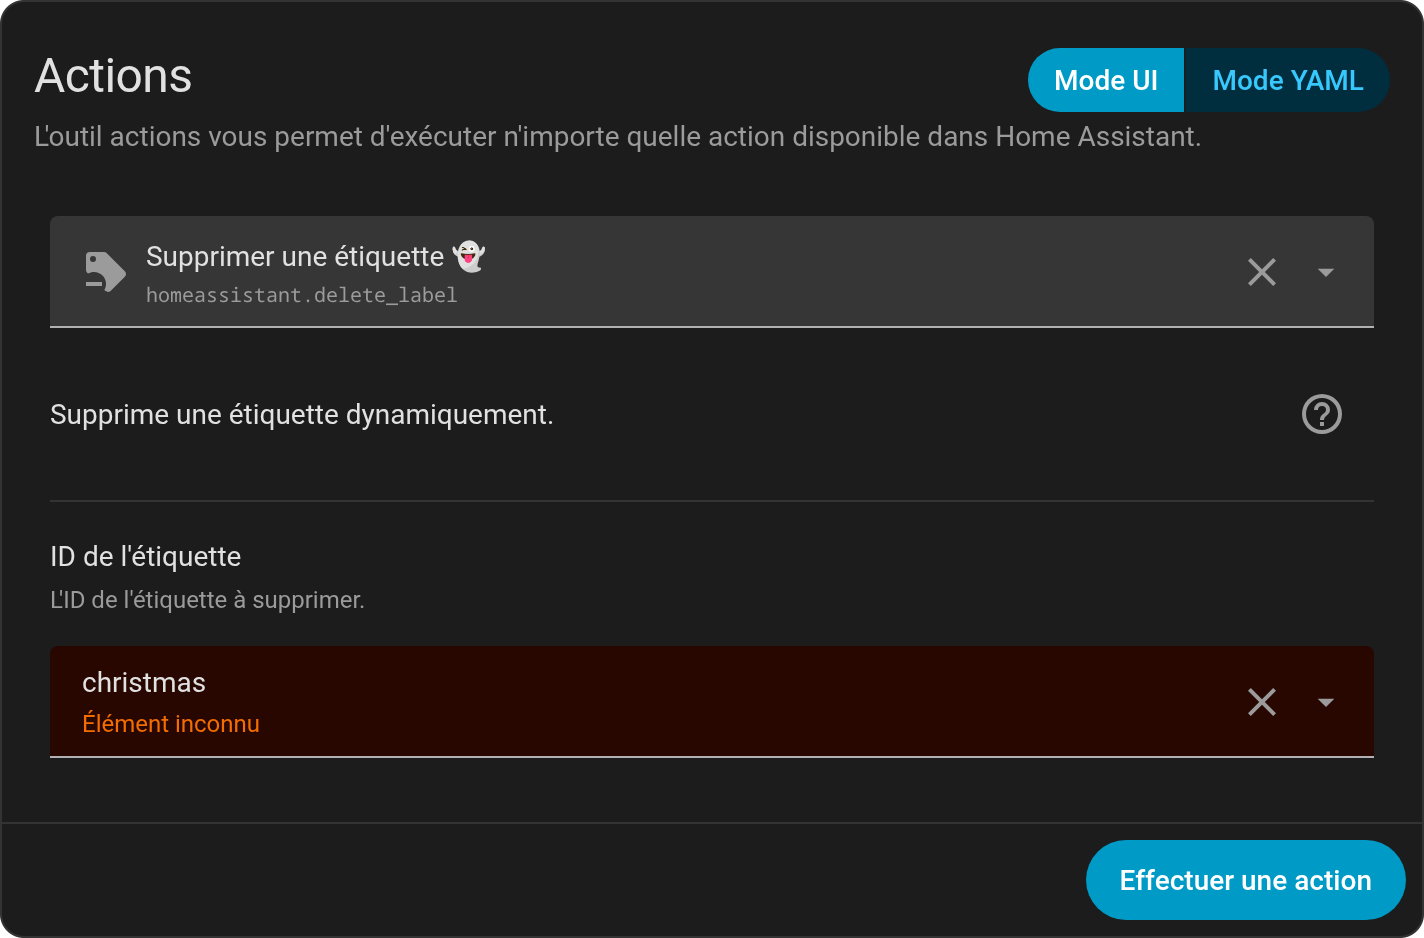 Actions
Mode UI
Mode YAML
L'outil actions vous permet d'exécuter n'importe quelle action disponible dans Home Assistant.
Supprimer une étiquette 👻
homeassistant.delete_label
Supprime une étiquette dynamiquement.
ID de l'étiquette
L'ID de l'étiquette à supprimer.
christmas
Élément inconnu
Effectuer une action